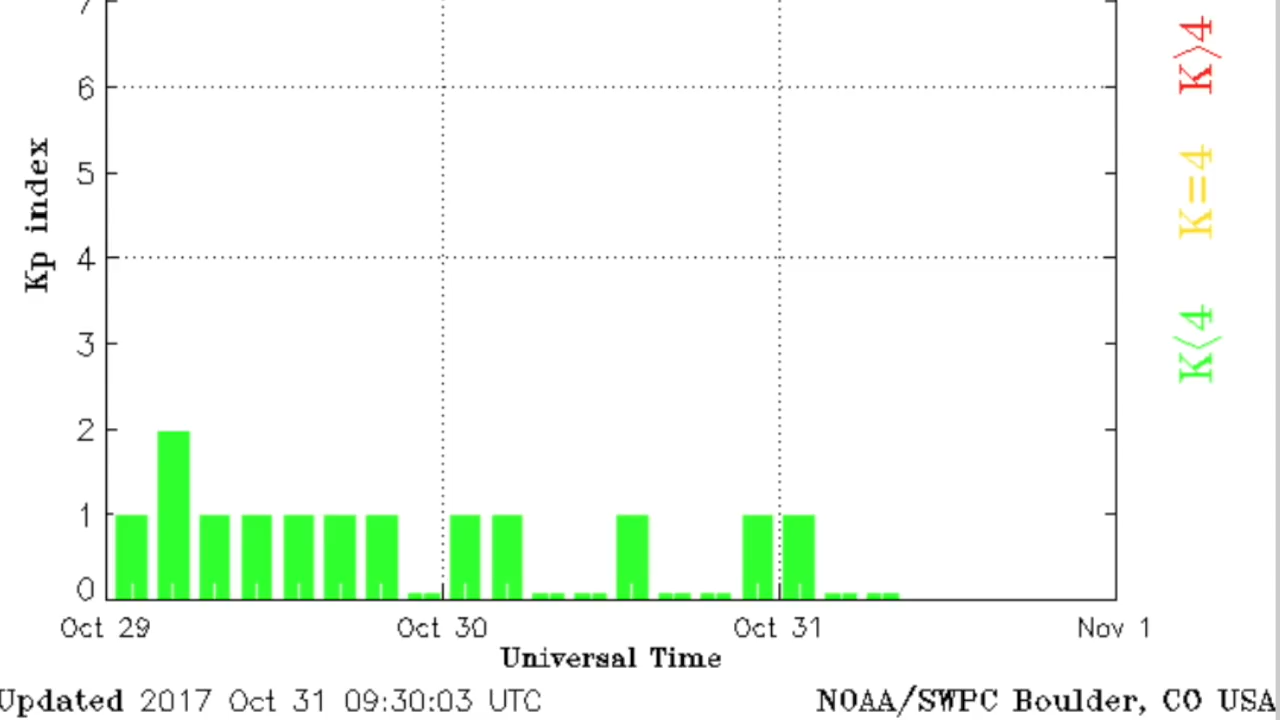 7
6
5
4
3
2
1
0
Kp index
K>4
K=4
K<4
Oct 29 Oct 30 Oct 31 Nov 1
Universal Time
Updated 2017 Oct 31 09:30:03 UTC NOAA/SWPC Boulder, CO USA